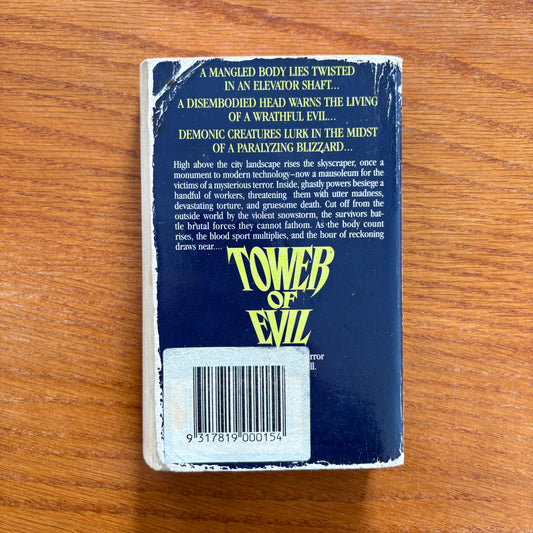 A MANGLED BODY LIES TWISTED
IN AN ELEVATOR SHAFT...
A DISEMBODIED HEAD WARNS THE LIVING
OF A WRATHFUL EVIL...
DEMONIC CREATURES LURK IN THE MIDST
OF A PARALYZING BLIZZARD...
High above the city landscape rises the skyscraper, once a
monument to modern technology–now a mausoleum for the
victims of a mysterious terror. Inside, ghastly powers besiege a
handful of workers, threatening them with utter madness,
devastating torture, and gruesome death. Cut off from the
outside world by the violent snowstorm, the survivors bat-
tle brutal forces they cannot fathom. As the body count
rises, the blood sport multiplies, and the hour of reckoning
draws near....
TOWER
OF
EVIL
9 317819 000154